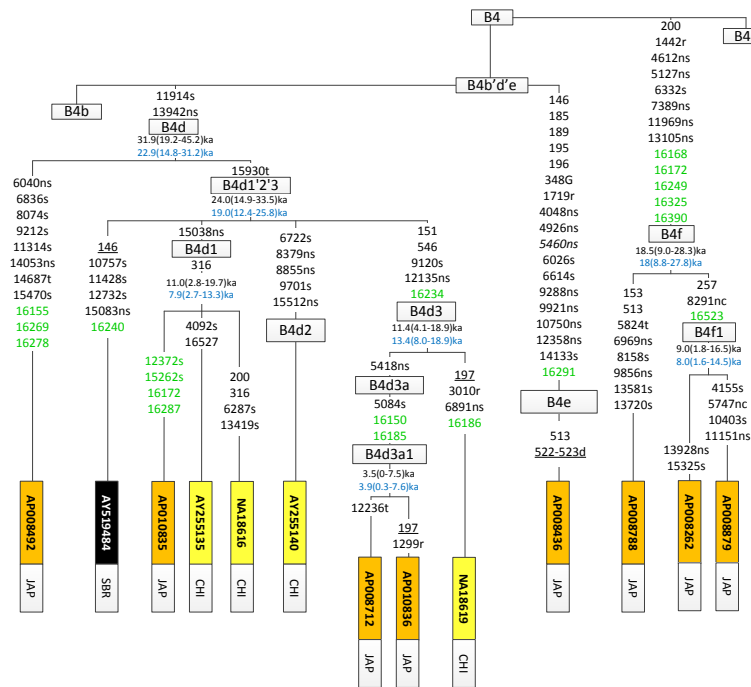 B4
B4
B4b
11914s
13942ns
B4d
31.9(19.2-45.2)ka
22.9(14.8-31.2)ka
B4b'd'e
200
1442r
4612ns
5127ns
6332s
7389ns
11969ns
13105ns
16168
16172
16249
16325
16390
B4f
18.5(9.0-28.3)ka
18(8.8-27.8)ka
6040ns
6836s
8074s
9212s
11314s
14053ns
14687t
15470s
16155
16269
16278
15930t
B4d1'2'3
24.0(14.9-33.5)ka
19.0(12.4-25.8)ka
146
10757s
11428s
12732s
15083ns
16240
15038ns
B4d1
316
11.0(2.8-19.7)ka
7.9(2.7-13.3)ka
12372s
15262s
16172
16287
4092s
16527
200
316
6287s
13419s
6722s
8379ns
8855ns
9701s
15512ns
B4d2
151
546
9120s
12135ns
16234
B4d3
11.4(4.1-18.9)ka
13.4(8.0-18.9)ka
5418ns
B4d3a
5084s
16150
16185
B4d3a1
3.5(0-7.5)ka
3.9(0.3-7.6)ka
12236t
197
1299r
197
3010r
6891ns
16186
146
185
189
195
196
348G
1719r
4048ns
4926ns
5460ns
6026s
6614s
9288ns
9921ns
10750ns
12358ns
14133s
16291
B4e
513
522-523d
153
513
5824t
6969ns
8158s
9856ns
13581s
13720s
257
8291nc
16523
B4f1
9.0(1.8-16.5)ka
8.0(1.6-14.5)ka
13928ns
15325s
4155s
5747nc
10403s
11151ns
AP008492
JAP
AY519484
SBR
AP010835
JAP
AY255135
CHI
NA18616
CHI
AY255140
CHI
AP008712
JAP
AP010836
JAP
NA18619
CHI
AP008436
JAP
AP008788
JAP
AP008262
JAP
AP008879
JAP